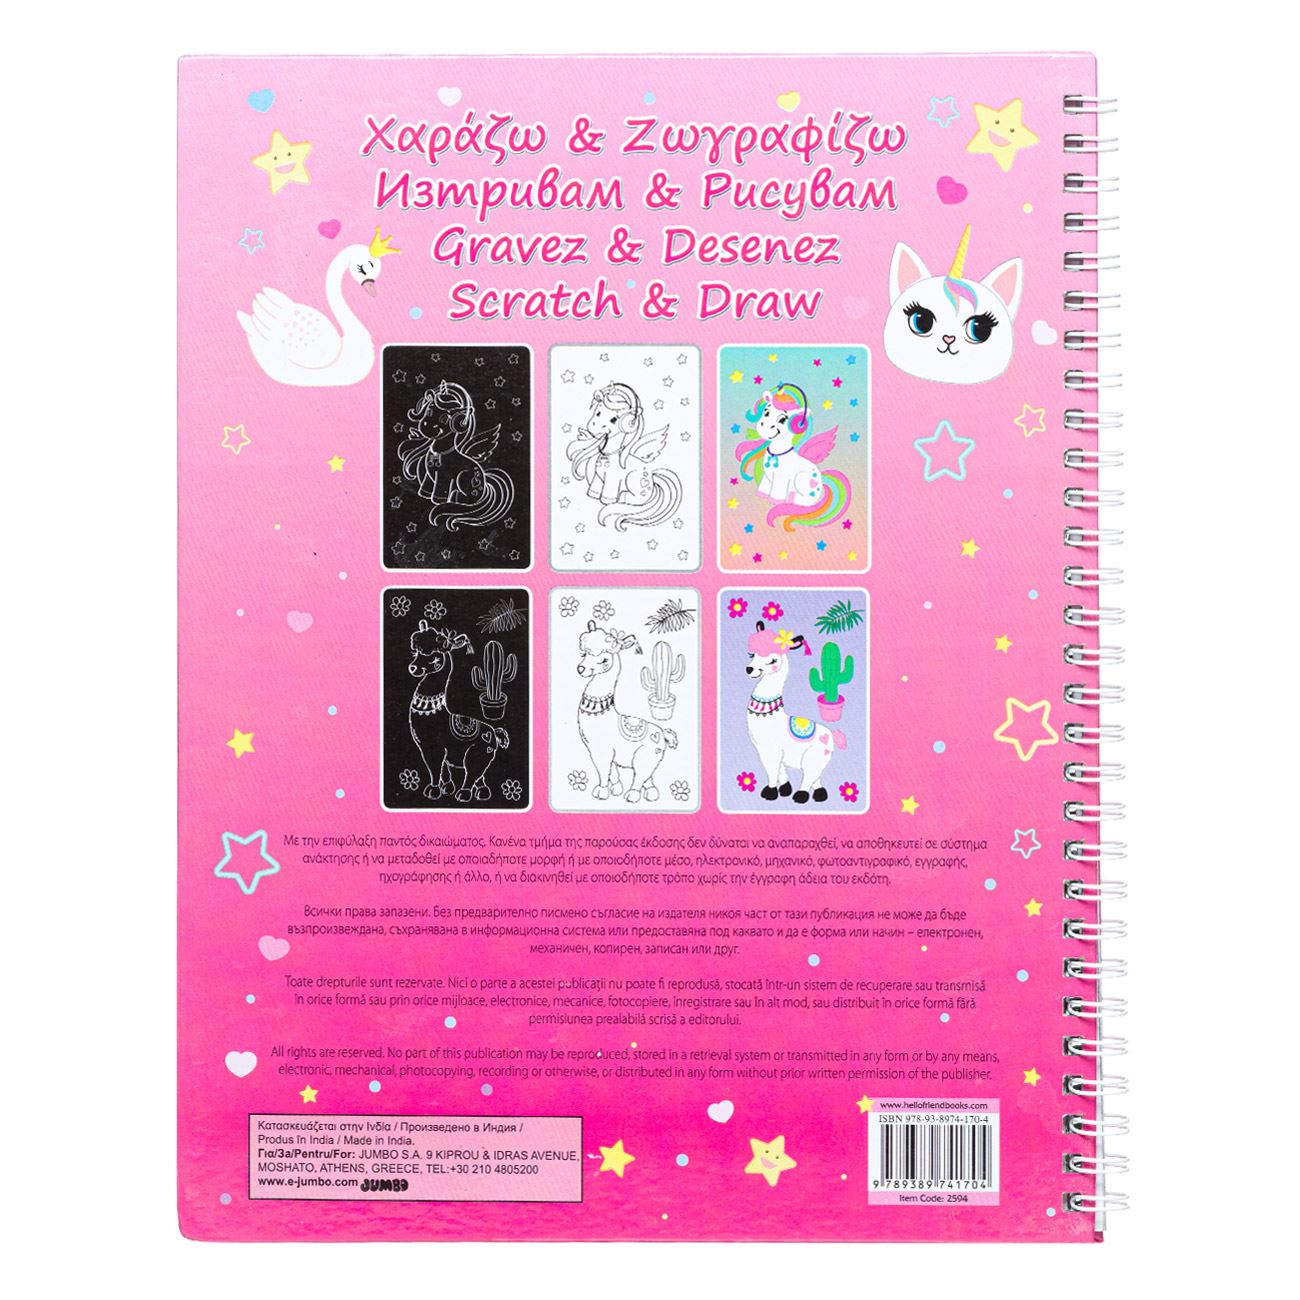 Χαράζω & Ζωγραφίζω
Изтривам & Рисувам
Gravez & Desenez
Scratch & Draw
Με την επιφύλαξη παντός δικαιώματος. Κανένα τμήμα της παρούσας έκδοσης δεν δύναται να αναπαραχθεί, να αποθηκευτεί σε σύστημα
ανάκτησης ή να μεταδοθεί με οποιαδήποτε μορφή ή με οποιοδήποτε μέσο, ηλεκτρονικό, μηχανικό, φωτοαντιγραφικό, εγγραφής,
ηχογράφησης ή άλλο, ή να διακινηθεί με οποιοδήποτε τρόπο χωρίς την έγγραφη άδεια του εκδότη.
Всички права запазени. Без предварително писмено съгласие на издателя никоя част от тази публикация не може да бъде
възпроизвеждана, съхранявана в информационна система или предоставяна под каквато и да е форма или начин – електронен,
механичен, копирен, записан или друг.
Toate drepturile sunt rezervate. Nici o parte a acestei publicații nu poate fi reprodusă, stocată într-un sistem de recuperare sau transmisă
în orice formă sau prin orice mijloace, electronice, mecanice, fotocopiere, înregistrare sau în alt mod, sau distribuit în orice formă fără
permisiunea prealabilă scrisă a editorului.
All rights are reserved. No part of this publication may be reproduced, stored in a retrieval system or transmitted in any form or by any means,
electronic, mechanical, photocopying, recording or otherwise, or distributed in any form without prior written permission of the publisher.
Κατασκευάζεται στην Ινδία / Произведено в Индия /
Produs în India / Made in India.
Για/За/Pentru/For: JUMBO S.A. 9 KIPROU & IDRAS AVENUE,
MOSHATO, ATHENS, GREECE, TEL:+30 210 4805200
www.e-jumbo.com JUMBO
www.hellofriendbooks.com
ISBN 978-93-8974-170-4
9 789389 741704
Item Code: 2594